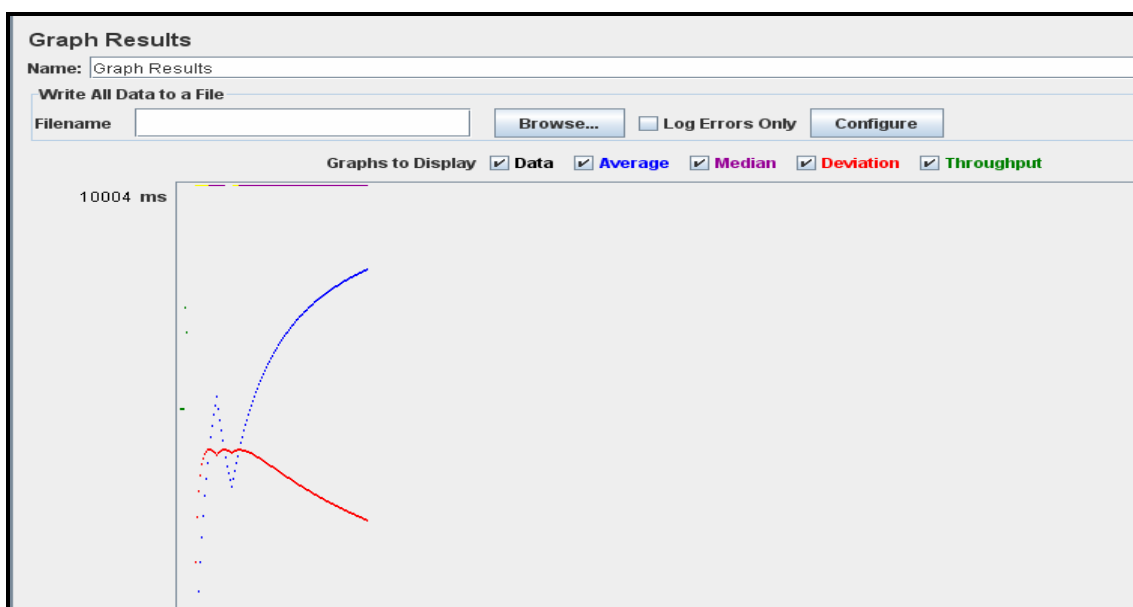 Graph Results
Name: Graph Results
Write All Data to a File
Filename Browse... Log Errors Only Configure
Graphs to Display Data Average Median Deviation Throughput
10004 ms